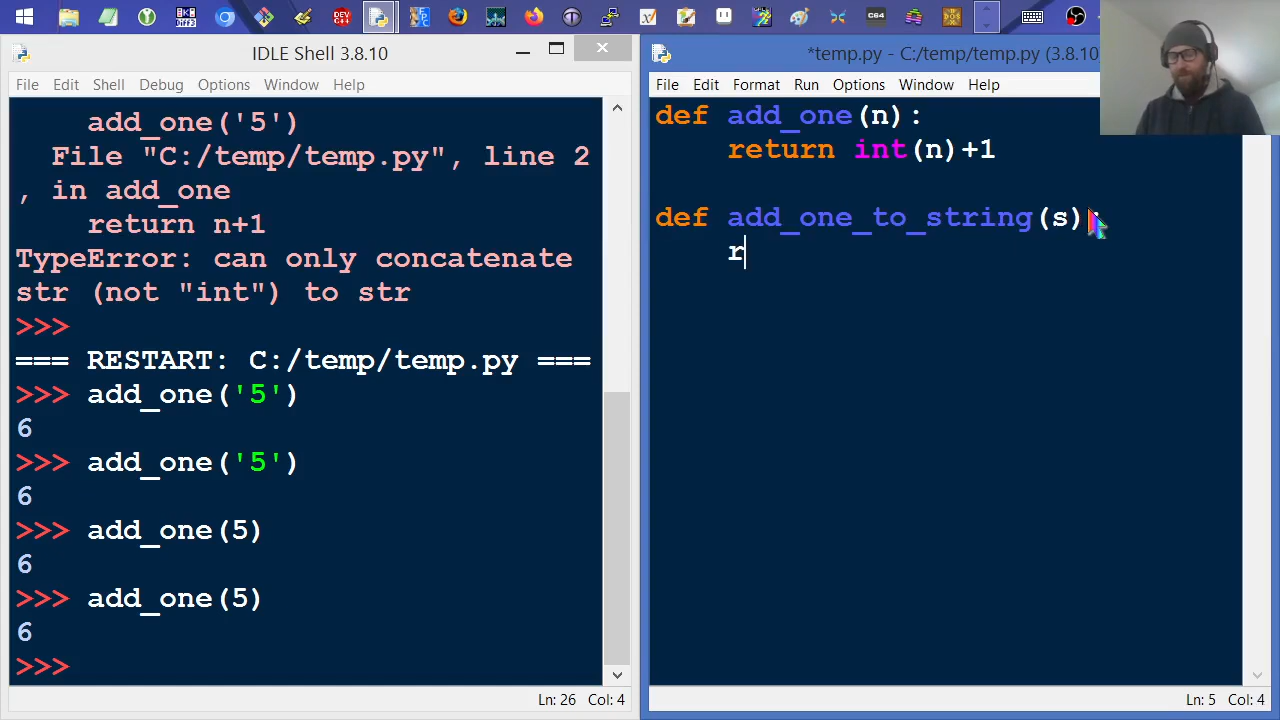 IDLE Shell 3.8.10
File Edit Shell Debug Options Window Help
add_one('5')
File "C:/temp/temp.py", line 2
, in add_one
return n+1
TypeError: can only concatenate
str (not "int") to str
>>>
=== RESTART: C:/temp/temp.py ===
>>> add_one('5')
6
>>> add_one('5')
6
>>> add_one(5)
6
>>> add_one(5)
6
>>>
Ln: 26 Col: 4
*temp.py - C:/temp/temp.py (3.8.10)
File Edit Format Run Options Window Help
def add_one(n):
return int(n)+1
def add_one_to_string(s):
r
Ln: 5 Col: 4